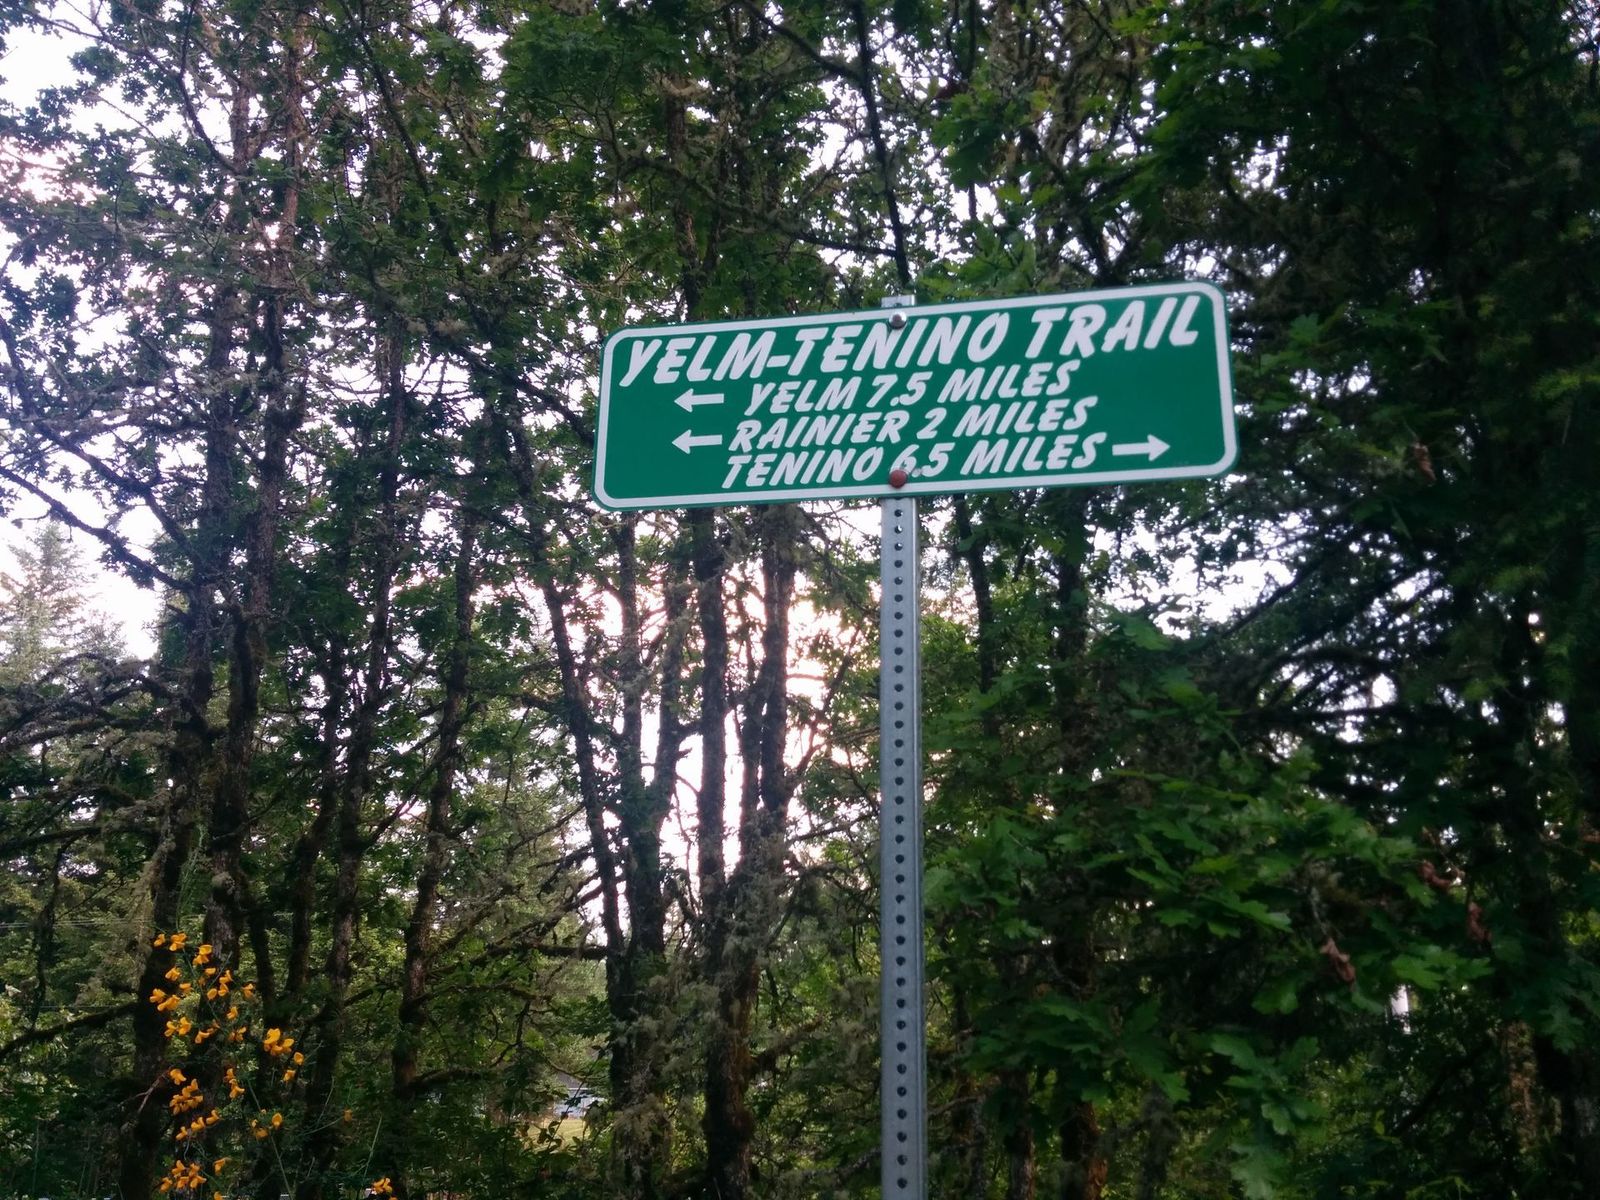 YELM-TENINO TRAIL
← YELM 7.5 MILES
← RAINIER 2 MILES
TENINO 6.5 MILES →